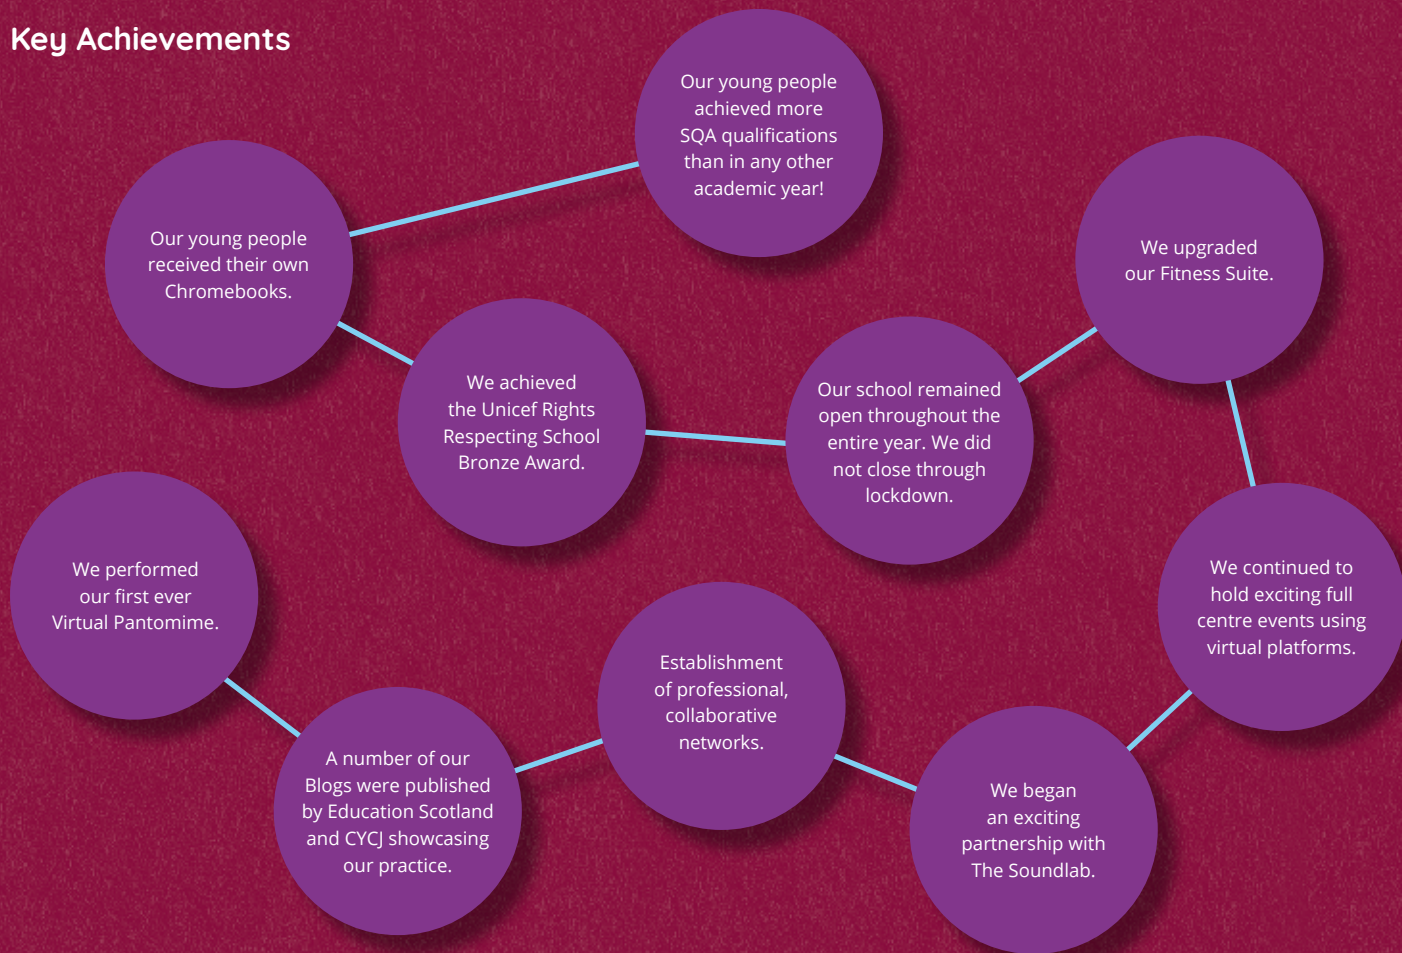 Key Achievements
Our young people
achieved more
SQA qualifications
than in any other
academic year!
Our young people
received their own
Chromebooks.
We achieved
the Unicef Rights
Respecting School
Bronze Award.
Our school remained
open throughout the
entire year. We did
not close through
lockdown.
We upgraded
our Fitness Suite.
We continued to
hold exciting full
centre events using
virtual platforms.
We began
an exciting
partnership with
The Soundlab.
Establishment
of professional,
collaborative
networks.
A number of our
Blogs were published
by Education Scotland
and CYCJ showcasing
our practice.
We performed
our first ever
Virtual Pantomime.